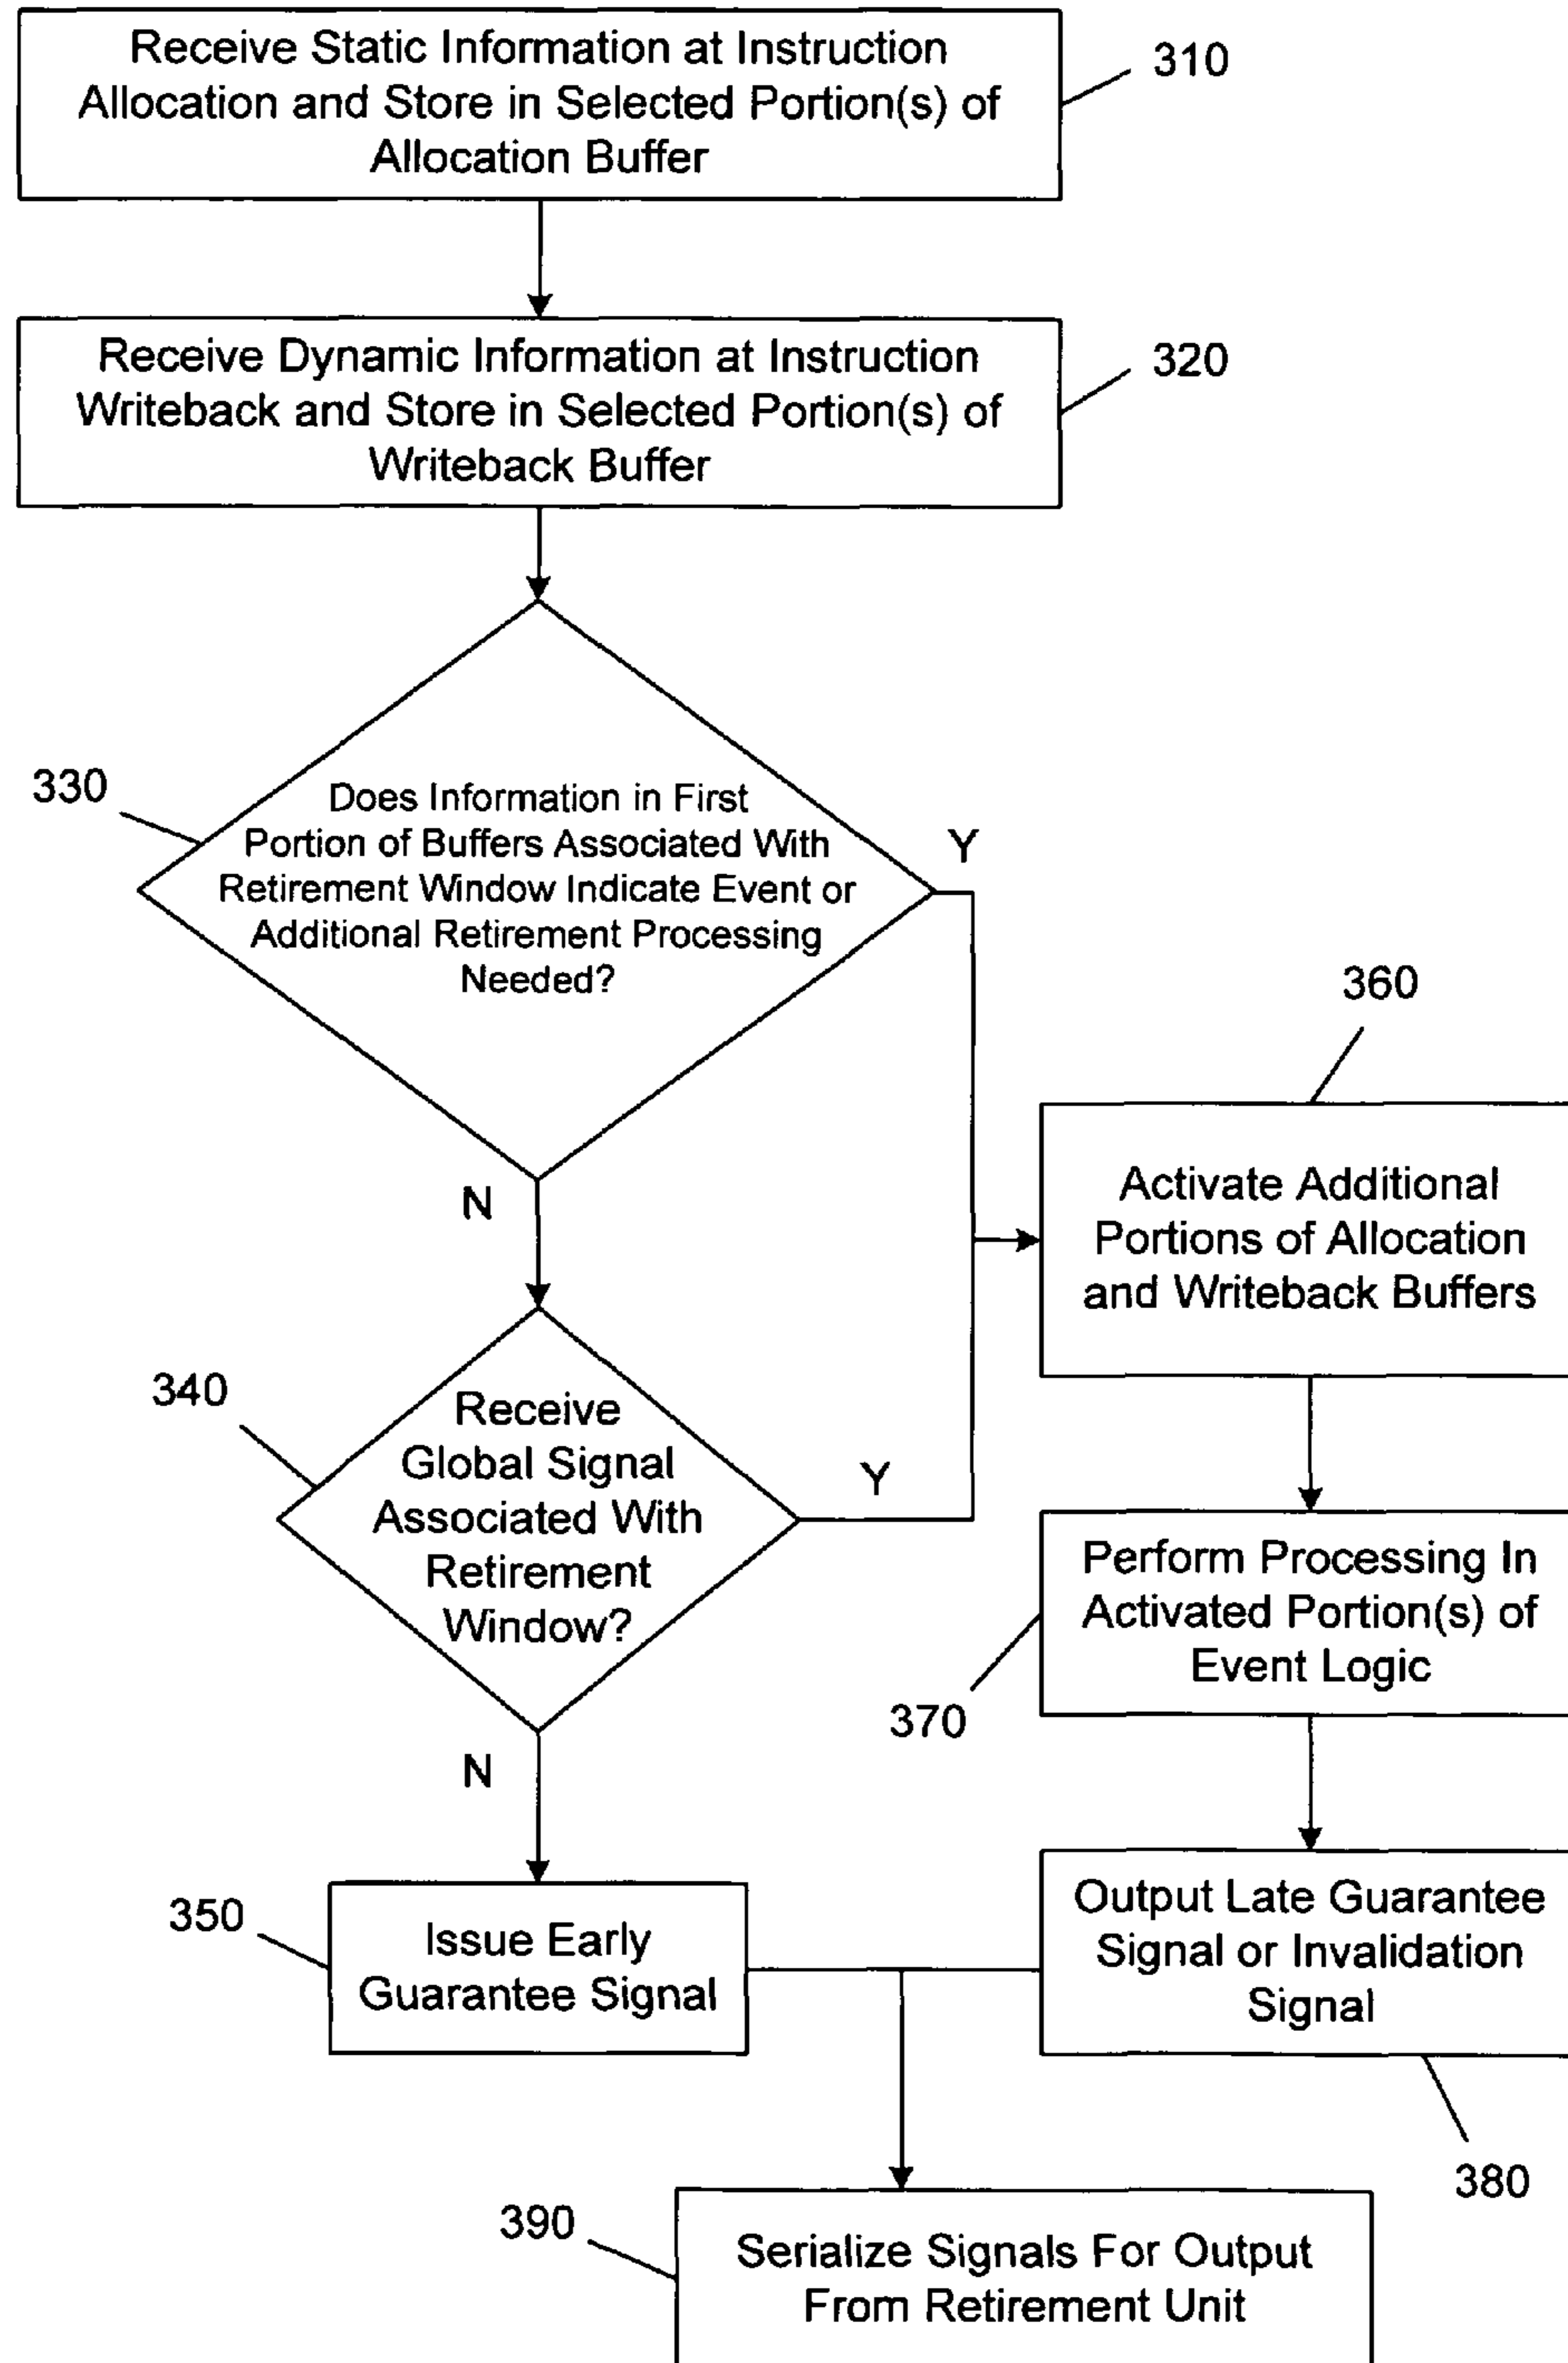 Receive Static Information at Instruction
Allocation and Store in Selected Portion(s) of
Allocation Buffer
310
Receive Dynamic Information at Instruction
Writeback and Store in Selected Portion(s) of
Writeback Buffer
320
330
Does Information in First
Portion of Buffers Associated With
Retirement Window Indicate Event or
Additional Retirement Processing
Needed?
Y
N
360
Activate Additional
Portions of Allocation
and Writeback Buffers
340
Receive
Global Signal
Associated With
Retirement
Window?
Y
N
370
Perform Processing In
Activated Portion(s) of
Event Logic
350
Issue Early
Guarantee Signal
Output Late Guarantee
Signal or Invalidation
Signal
380
390
Serialize Signals For Output
From Retirement Unit